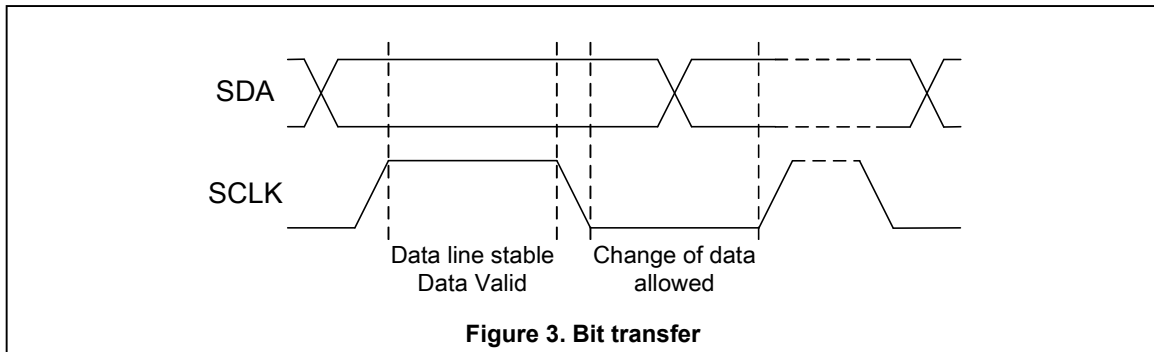 SDA
SCLK
Data line stable
Data Valid
Change of data
allowed
Figure 3. Bit transfer